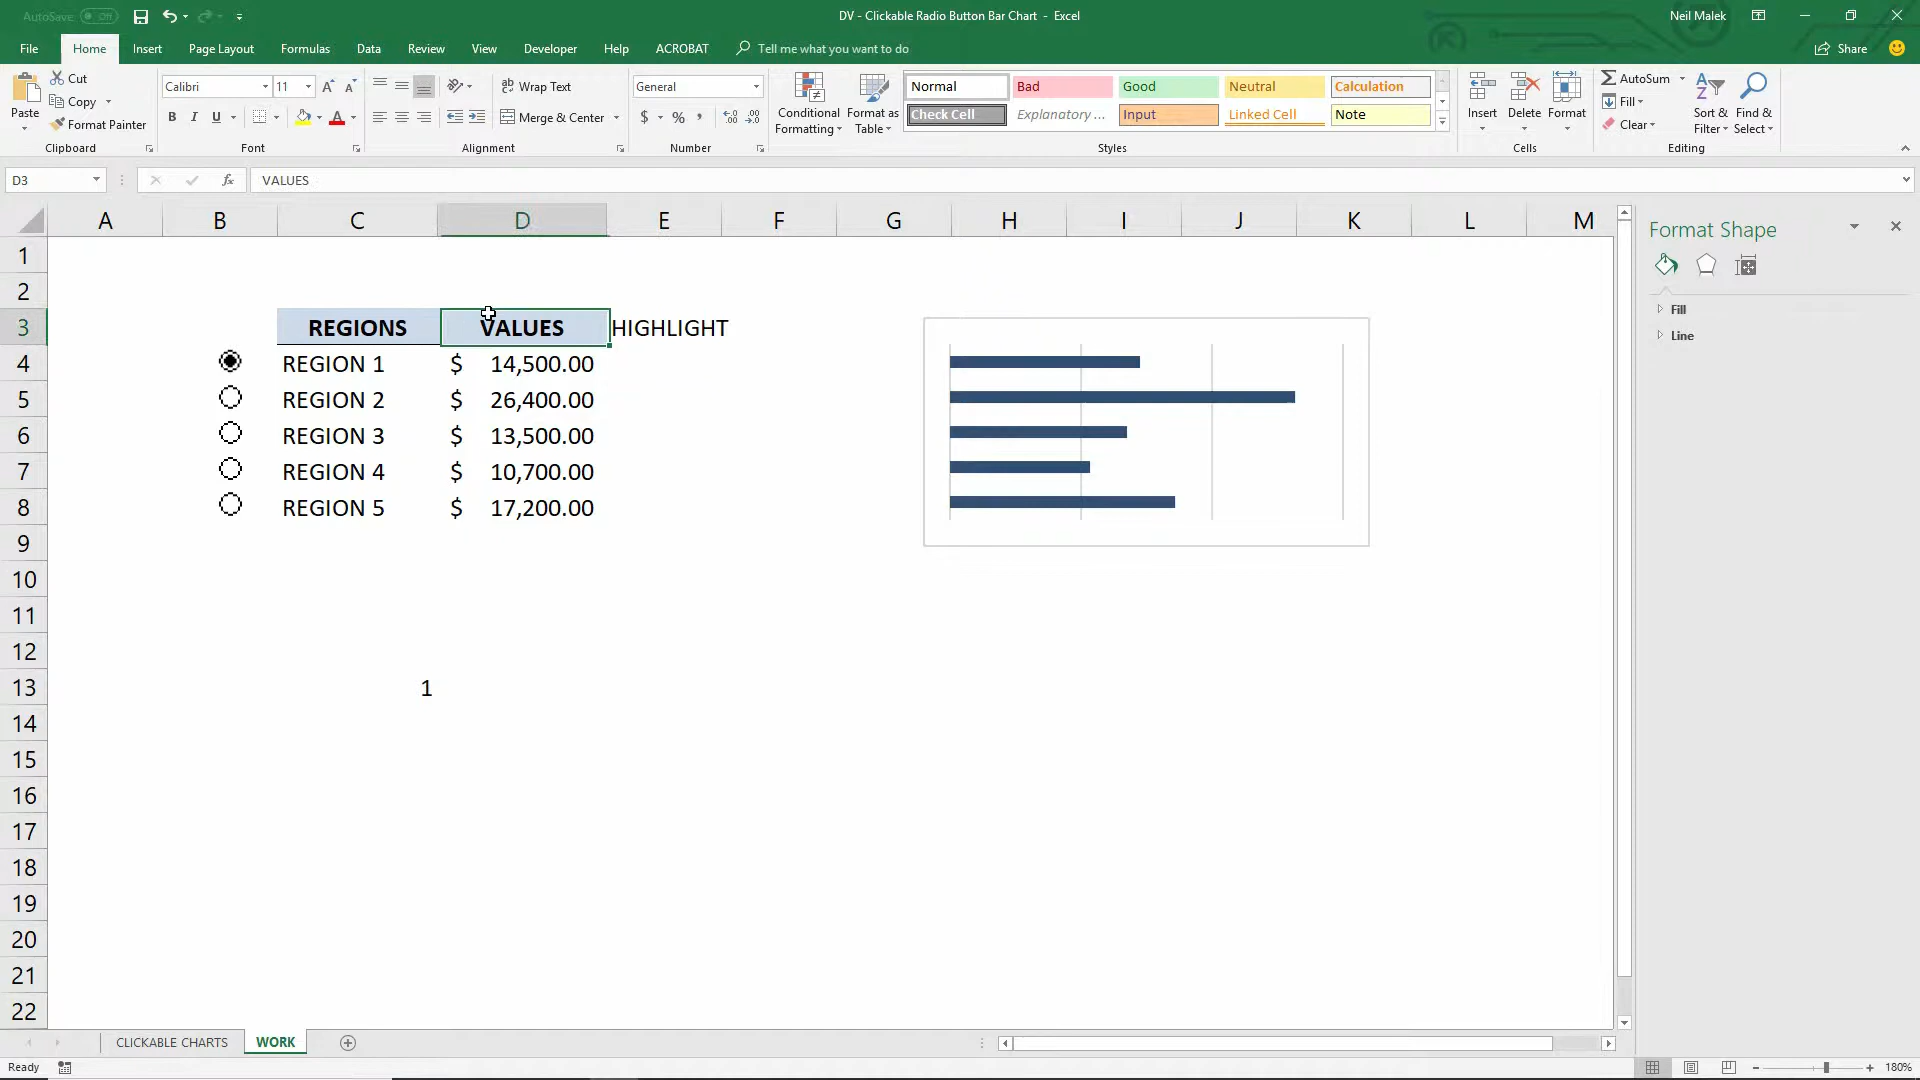 AutoSave Off
DV - Clickable Radio Button Bar Chart - Excel
Neil Malek
File Home Insert Page Layout Formulas Data Review View Developer Help ACROBAT Tell me what you want to do
Share
Paste
Cut
Copy
Format Painter
Clipboard
Calibri 11
B I U
Font
Wrap Text
Merge & Center
Alignment
General
$ % ,
Number
Conditional Formatting
Format as Table
Normal Bad Good Neutral Calculation
Check Cell Explanatory ... Input Linked Cell Note
Styles
Insert Delete Format
Cells
AutoSum
Fill
Clear
Sort & Filter
Find & Select
Editing
D3 fx VALUES
A B C D E F G H I J K L M
1
2
3 REGIONS VALUES HIGHLIGHT
4 REGION 1 $ 14,500.00
5 REGION 2 $ 26,400.00
6 REGION 3 $ 13,500.00
7 REGION 4 $ 10,700.00
8 REGION 5 $ 17,200.00
9
10
11
12
13 1
14
15
16
17
18
19
20
21
22
Format Shape
Fill
Line
CLICKABLE CHARTS WORK
Ready
180%